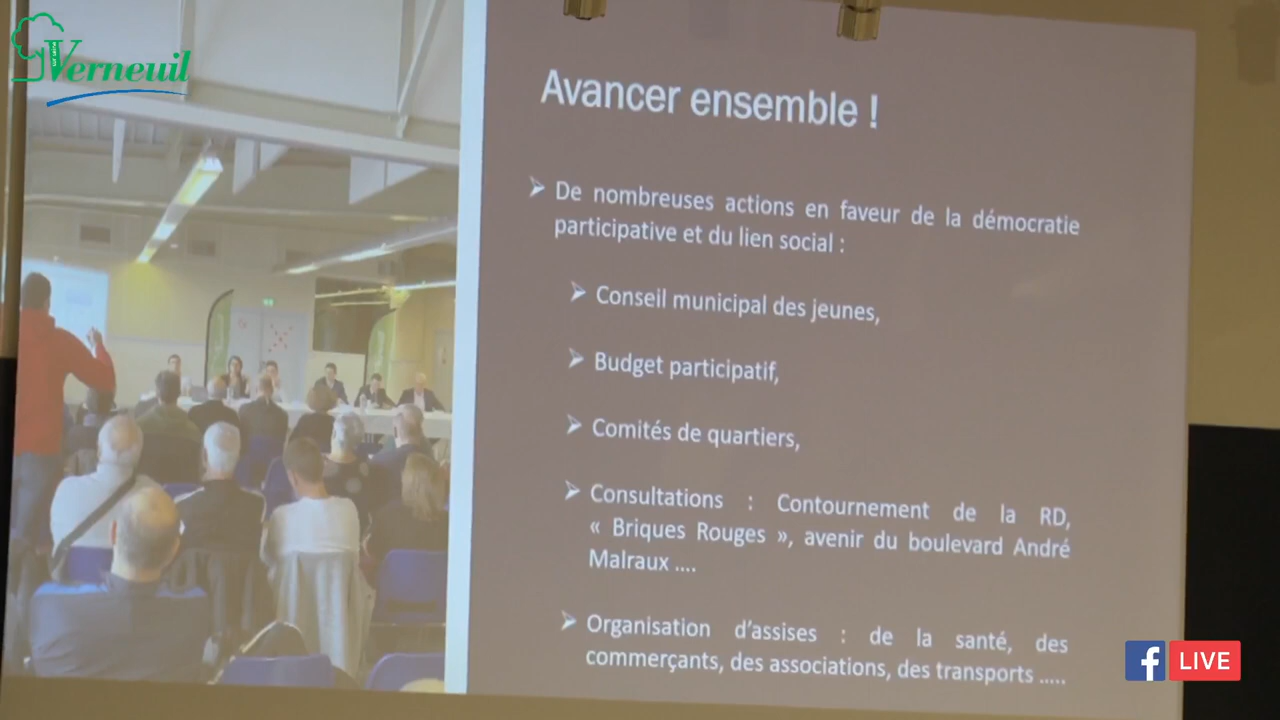 Verneuil
sur seine
Avancer ensemble !
De nombreuses actions en faveur de la démocratie
participative et du lien social :
Conseil municipal des jeunes,
Budget participatif,
Comités de quartiers,
Consultations : Contournement de la RD,
« Briques Rouges », avenir du boulevard André
Malraux ....
Organisation d’assises : de la santé, des
commerçants, des associations, des transports .....
f LIVE